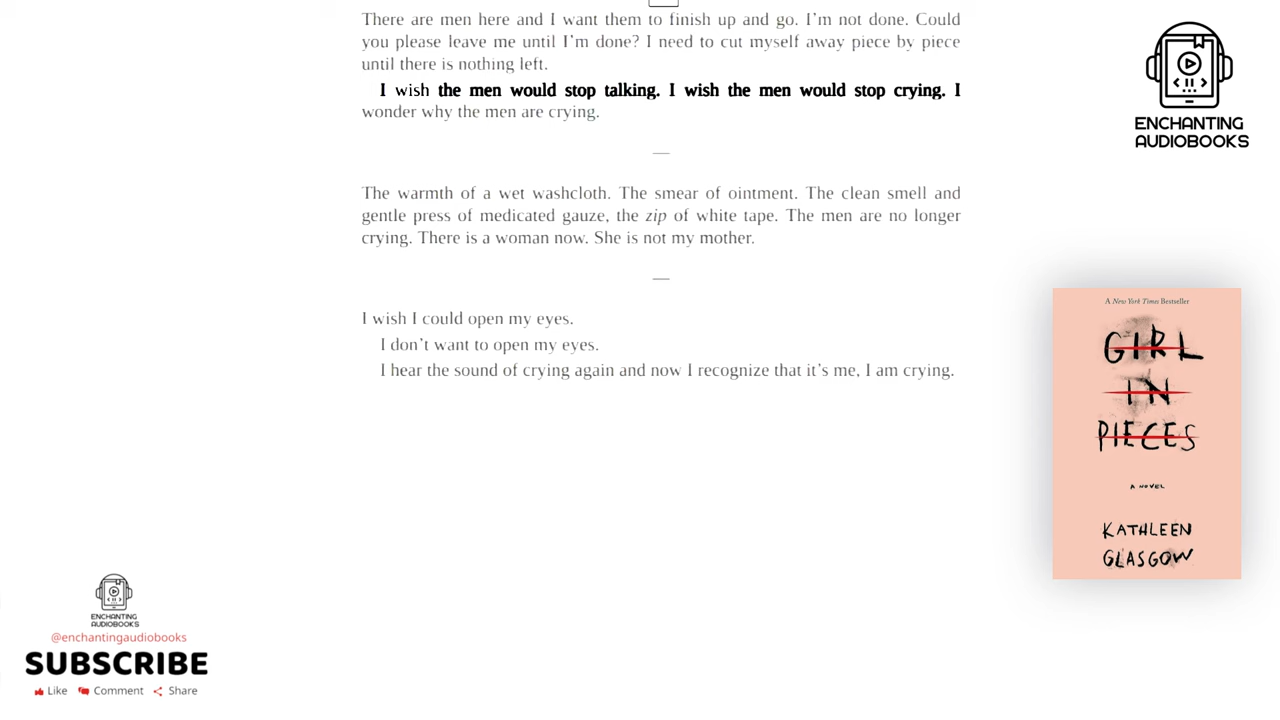 There are men here and I want them to finish up and go. I'm not done. Could
you please leave me until I'm done? I need to cut myself away piece by piece
until there is nothing left.
I wish the men would stop talking. I wish the men would stop crying. I
wonder why the men are crying.
—
The warmth of a wet washcloth. The smear of ointment. The clean smell and
gentle press of medicated gauze, the zip of white tape. The men are no longer
crying. There is a woman now. She is not my mother.
—
I wish I could open my eyes.
I don't want to open my eyes.
I hear the sound of crying again and now I recognize that it's me, I am crying.
ENCHANTING
AUDIOBOOKS
A New York Times Bestseller
GIRL
IN
PIECES
A NOVEL
KATHLEEN
GLASGOW
ENCHANTING
AUDIOBOOKS
@enchantingaudiobooks
SUBSCRIBE
Like Comment Share